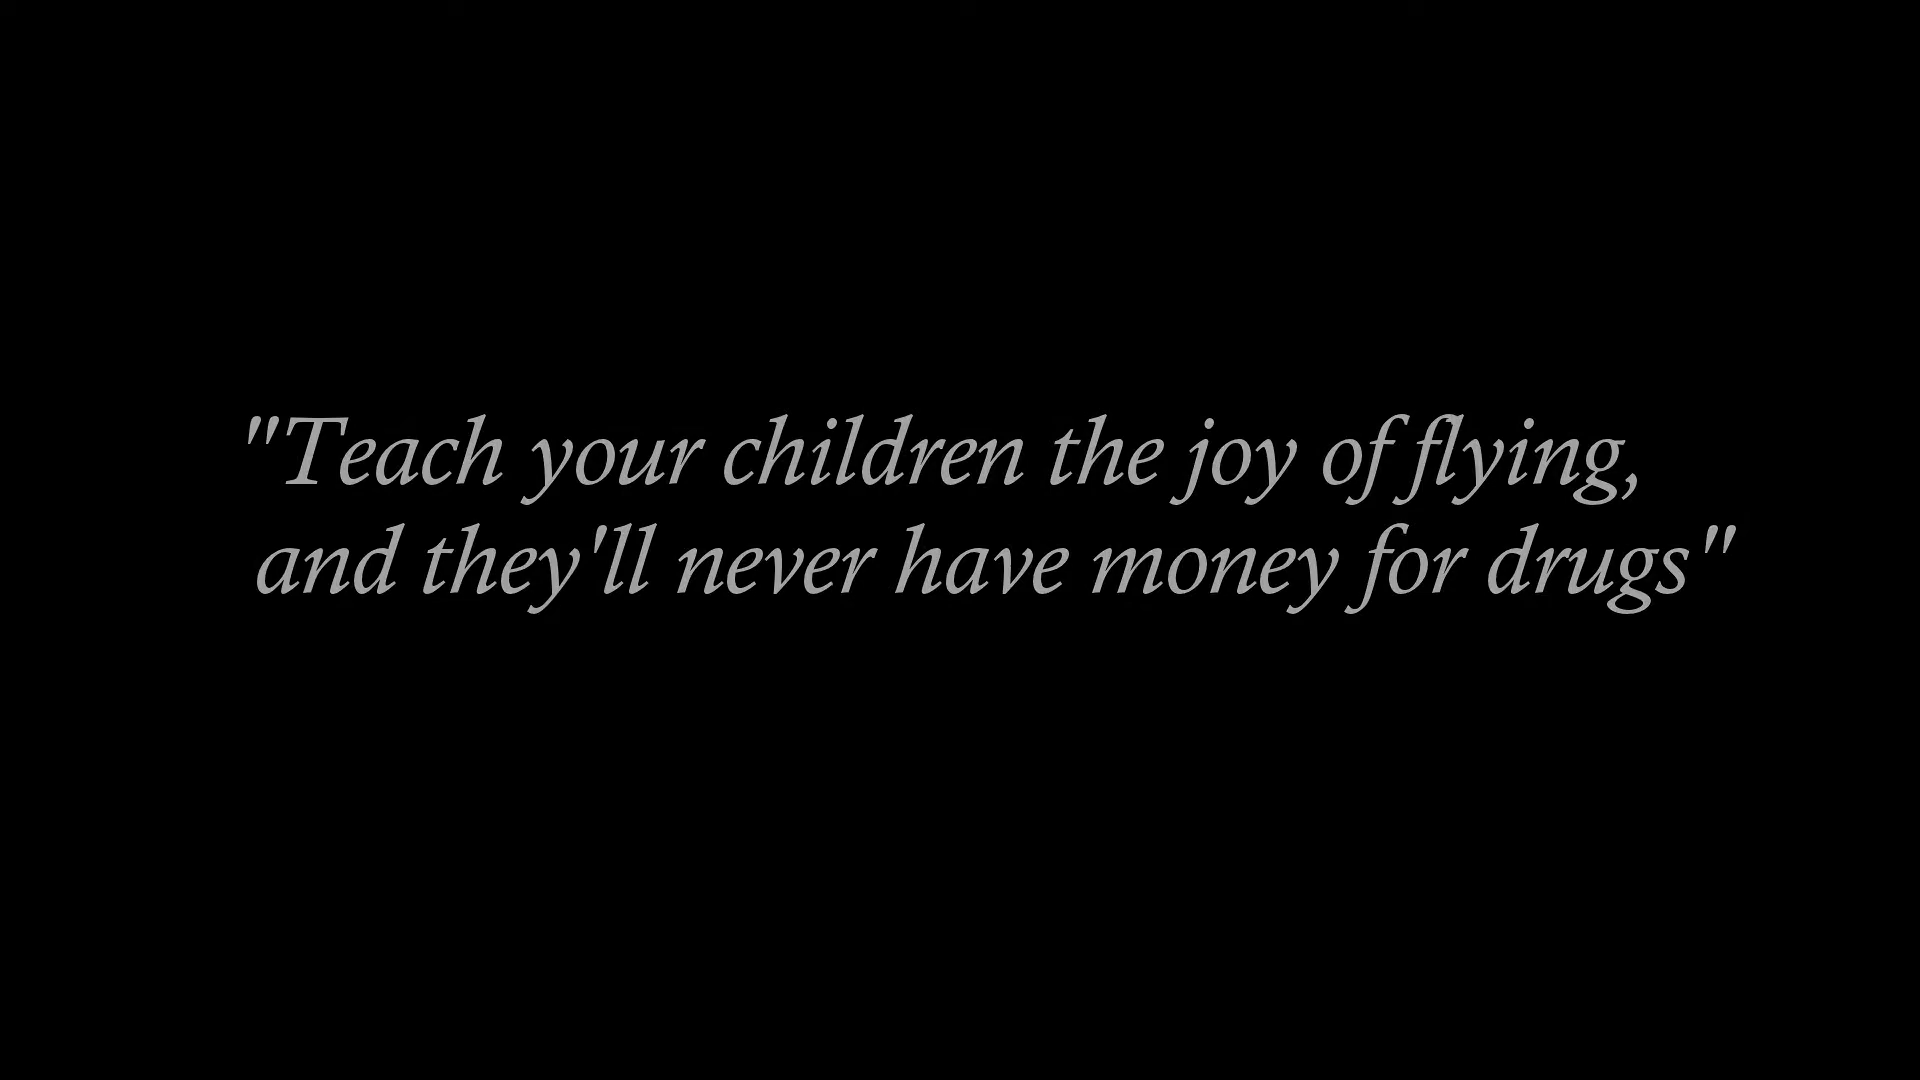 "Teach your children the joy of flying,
and they'll never have money for drugs"